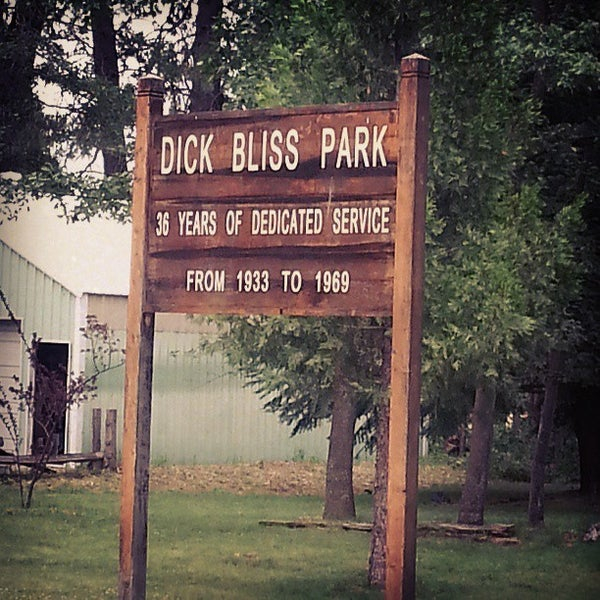 DICK BLISS PARK
36 YEARS OF DEDICATED SERVICE
FROM 1933 TO 1969